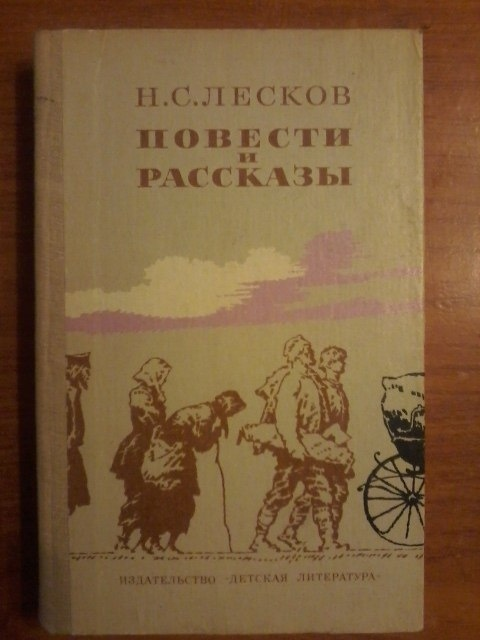 Н.С.ЛЕСКОВ
ПОВЕСТИ
И
РАССКАЗЫ
ИЗДАТЕЛЬСТВО «ДЕТСКАЯ ЛИТЕРАТУРА»